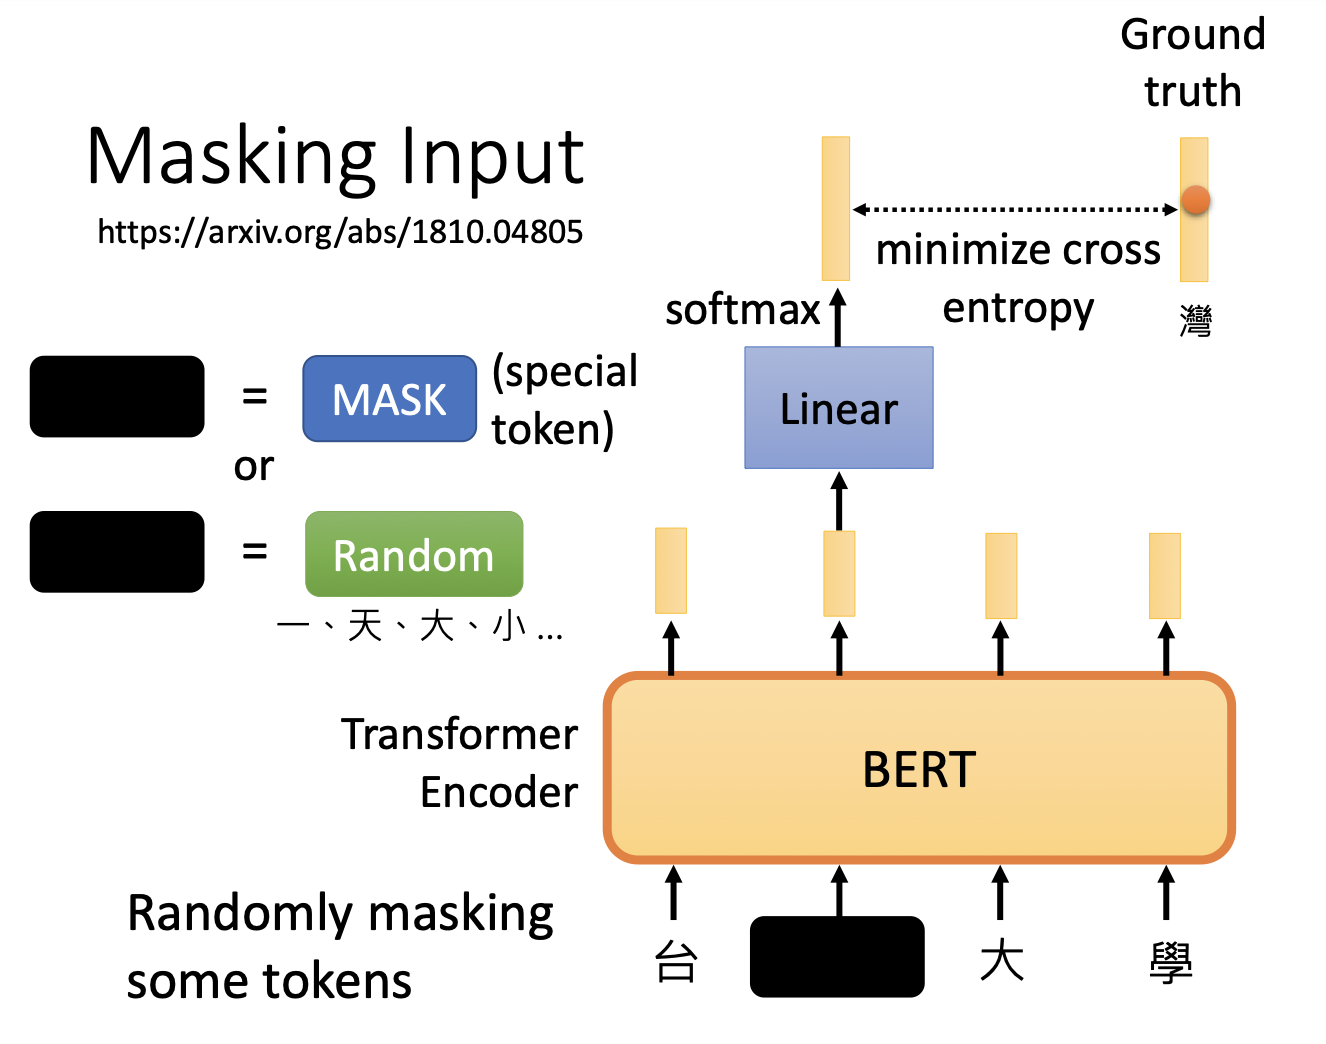 Ground
truth
Masking Input
https://arxiv.org/abs/1810.04805
minimize cross
entropy
softmax
灣
= MASK (special
token)
Linear
or
= Random
一、天、大、小 ...
Transformer
Encoder
BERT
Randomly masking
some tokens
台 大 學